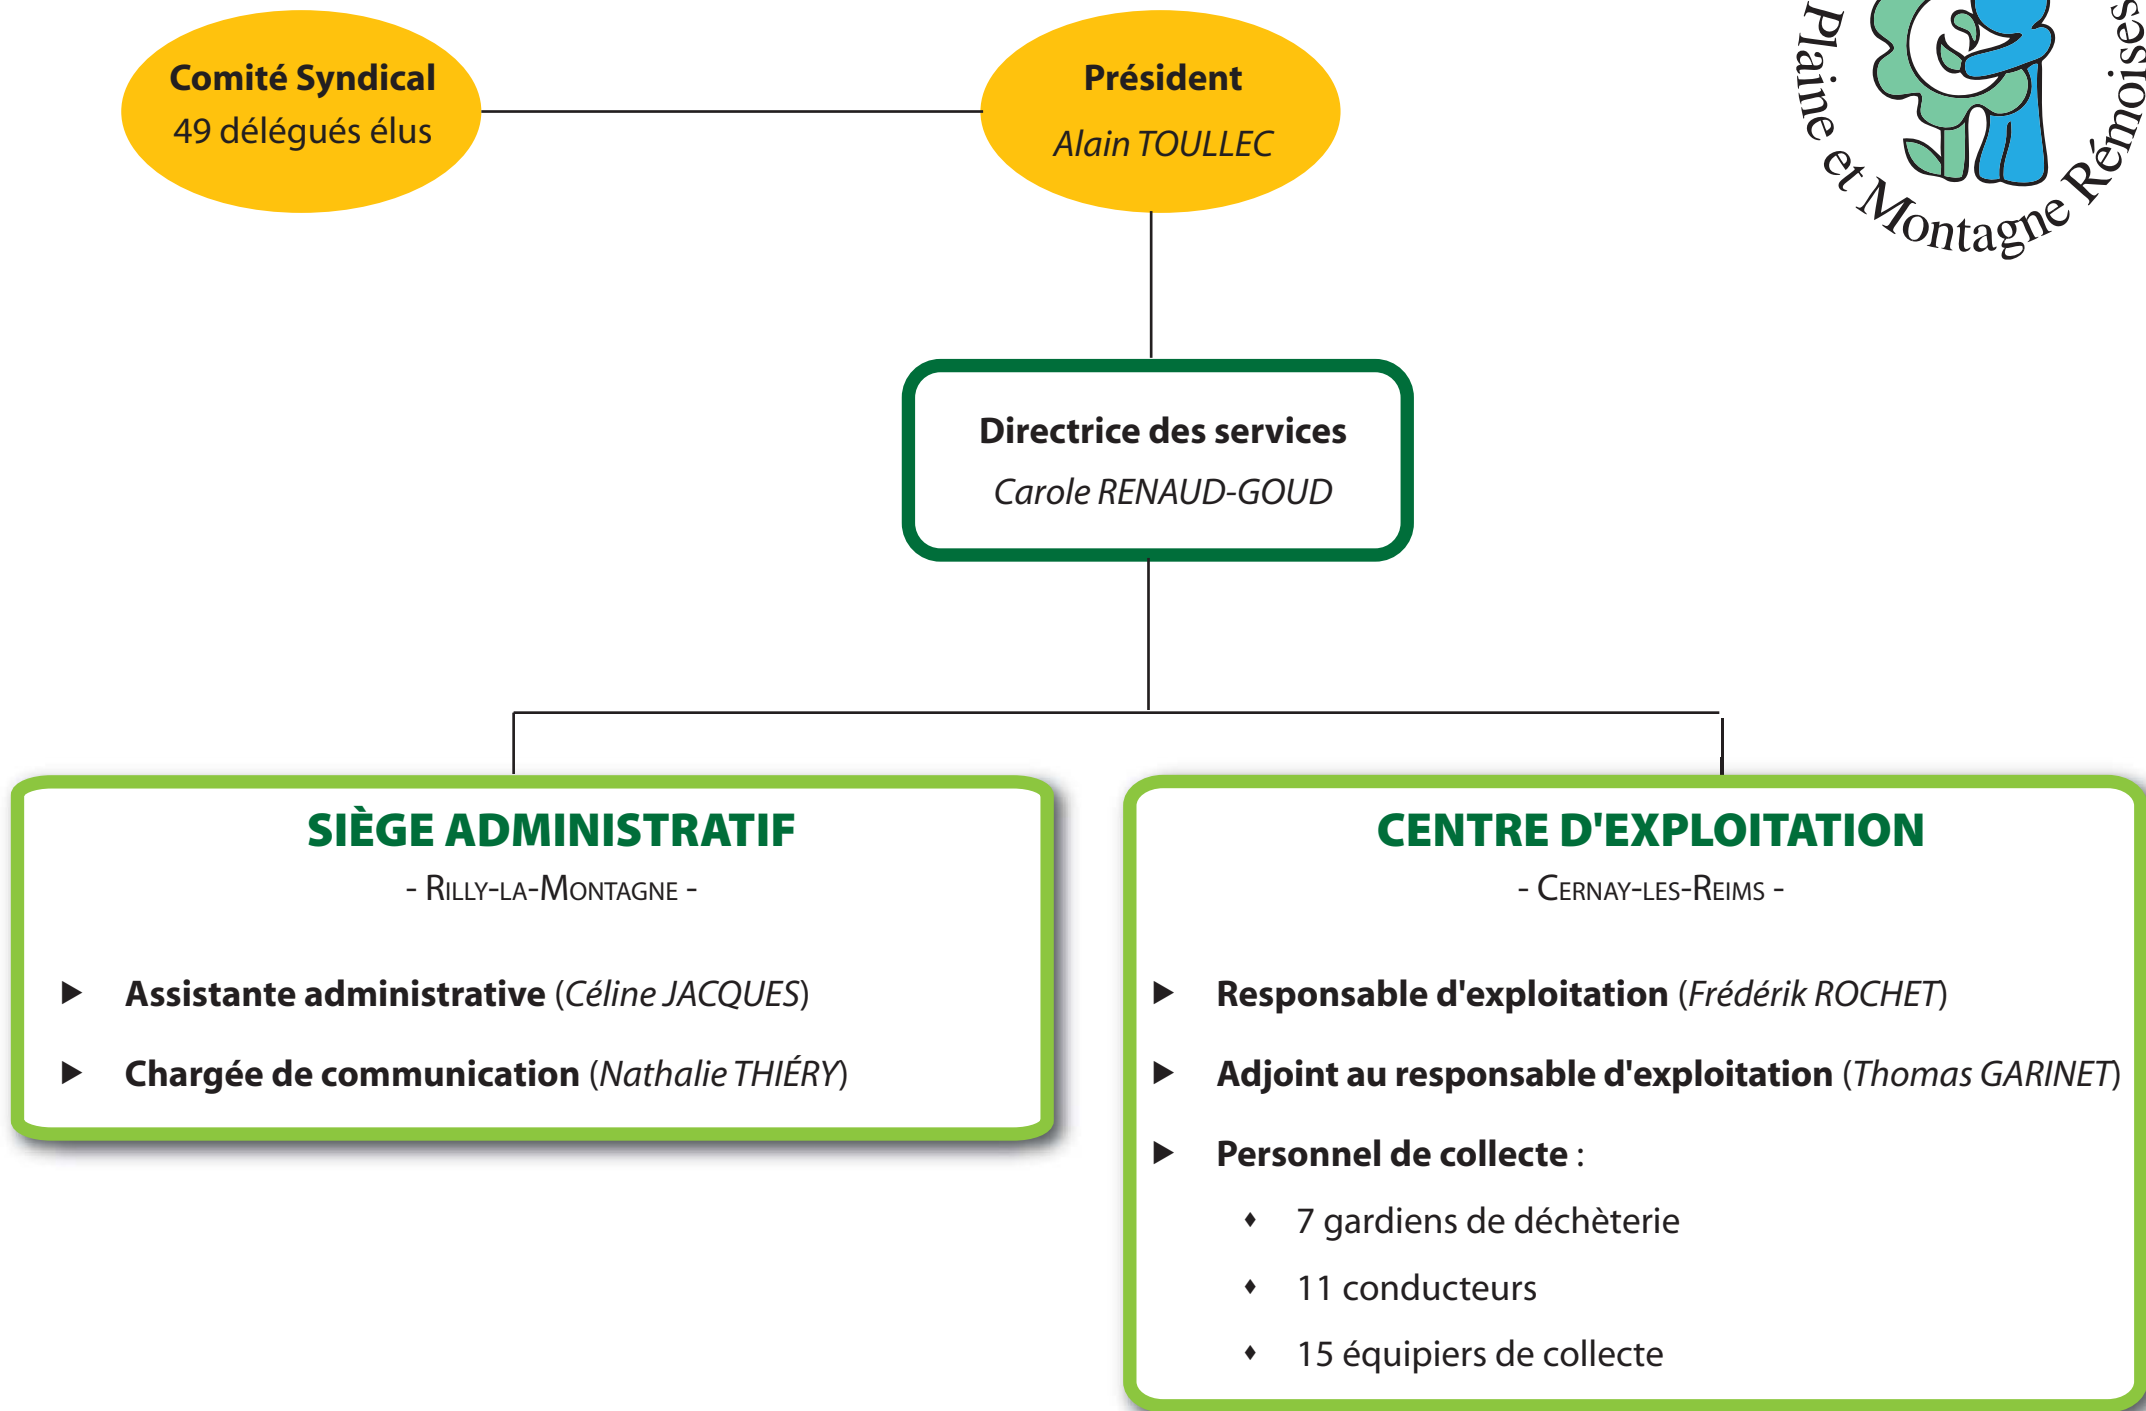 Comité Syndical
49 délégués élus
Président
Alain TOULLEC
Plaine et Montagne Rémoises
Directrice des services
Carole RENAUD-GOUD
SIÈGE ADMINISTRATIF
- Rilly-la-Montagne -
▶ Assistante administrative (Céline JACQUES)
▶ Chargée de communication (Nathalie THIÉRY)
CENTRE D'EXPLOITATION
- Cernay-les-Reims -
▶ Responsable d'exploitation (Frédérik ROCHET)
▶ Adjoint au responsable d'exploitation (Thomas GARINET)
▶ Personnel de collecte :
♦ 7 gardiens de déchèterie
♦ 11 conducteurs
♦ 15 équipiers de collecte